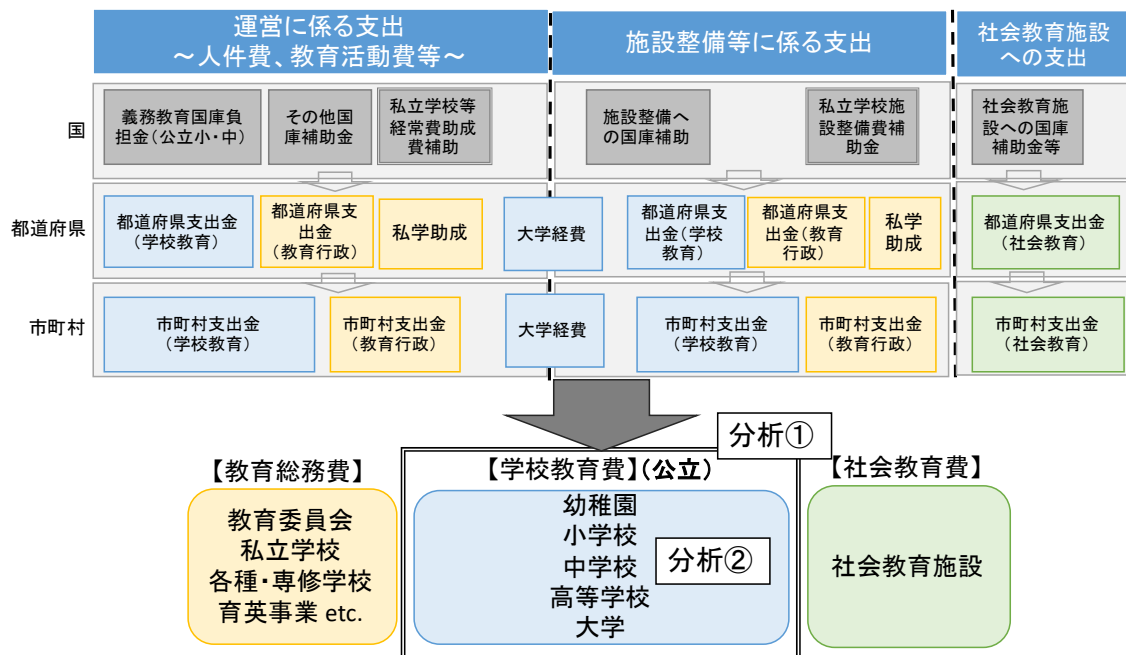 運営に係る支出
～人件費、教育活動費等～
施設整備等に係る支出
社会教育施設
への支出
国
義務教育国庫負
担金(公立小・中)
その他国
庫補助金
私立学校等
経常費助成
費補助
施設整備へ
の国庫補助
私立学校施
設整備費補
助金
社会教育施
設への国庫
補助金等
都道府県
都道府県支出金
(学校教育)
都道府県支
出金
(教育行政)
私学助成
大学経費
都道府県支
出金(学校
教育)
都道府県支
出金(教育
行政)
私学
助成
都道府県支出金
(社会教育)
市町村
市町村支出金
(学校教育)
市町村支出金
(教育行政)
大学経費
市町村支出金
(学校教育)
市町村支出金
(教育行政)
市町村支出金
(社会教育)
分析①
【教育総務費】
教育委員会
私立学校
各種・専修学校
育英事業 etc.
【学校教育費】(公立)
幼稚園
小学校
中学校
高等学校
大学
分析②
【社会教育費】
社会教育施設